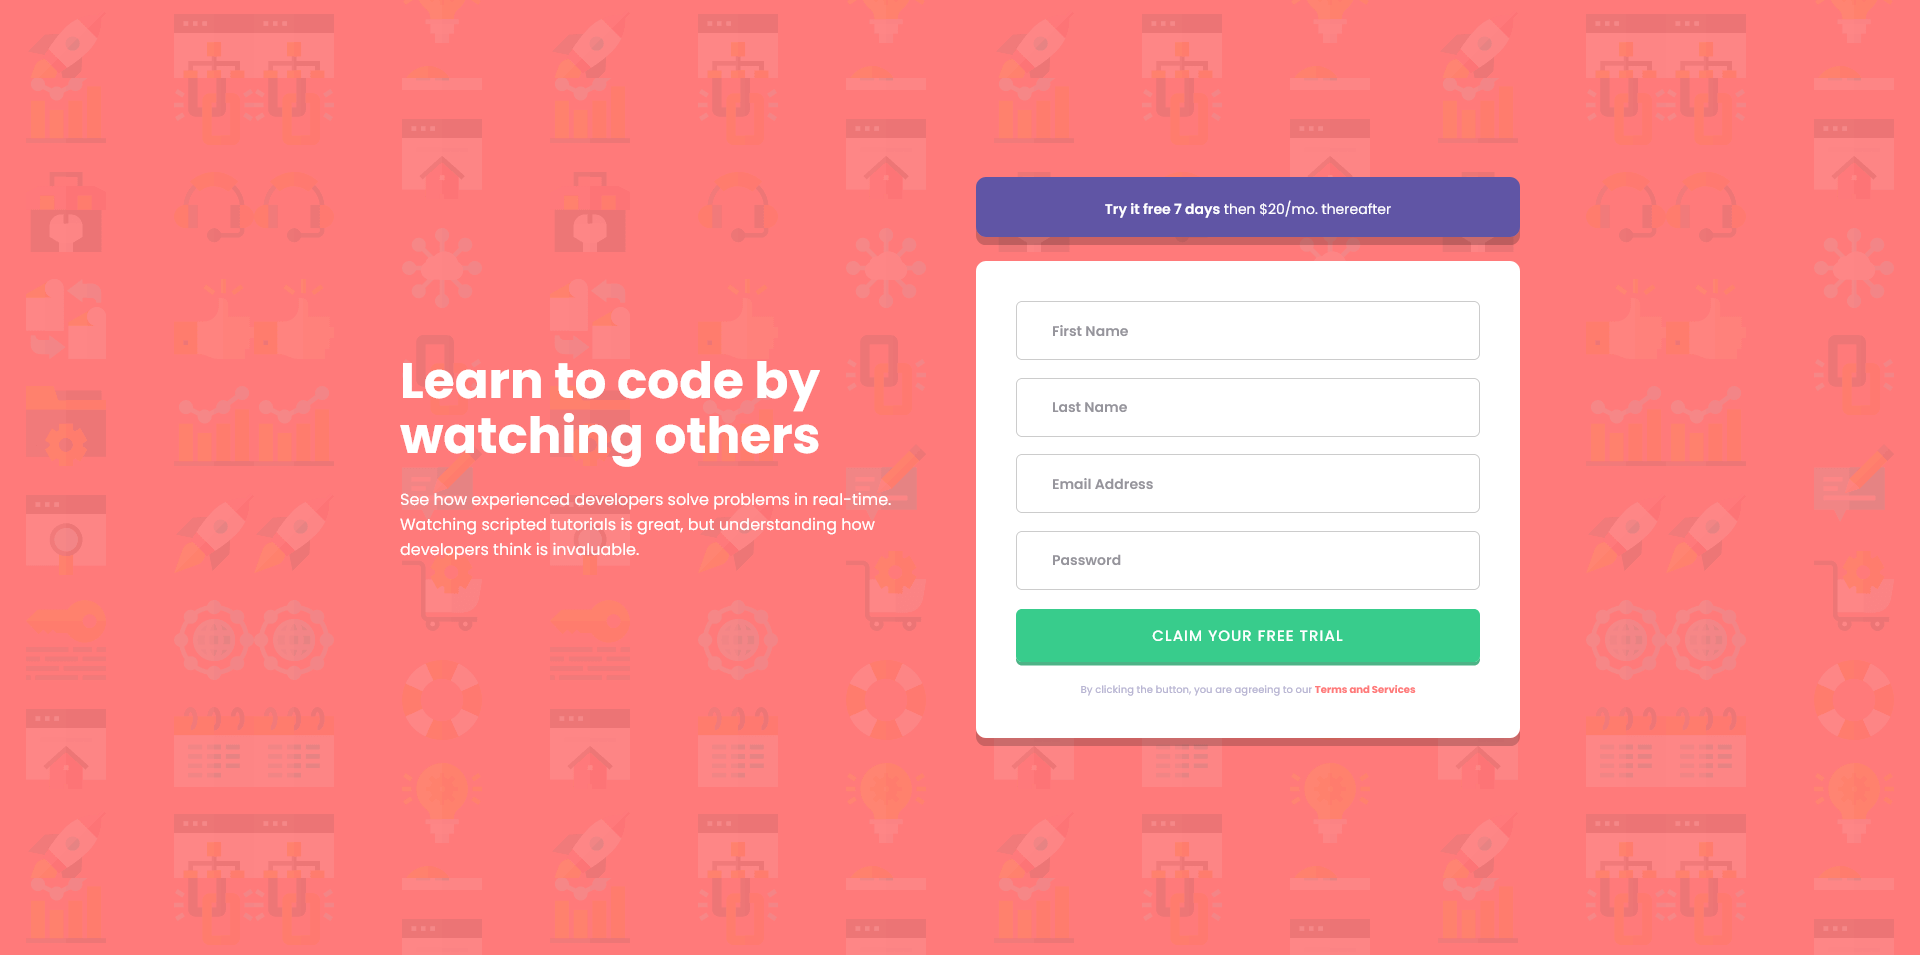 Learn to code by
watching others
See how experienced developers solve problems in real-time.
Watching scripted tutorials is great, but understanding how
developers think is invaluable.
Try it free 7 days then $20/mo. thereafter
First Name
Last Name
Email Address
Password
CLAIM YOUR FREE TRIAL
By clicking the button, you are agreeing to our Terms and Services